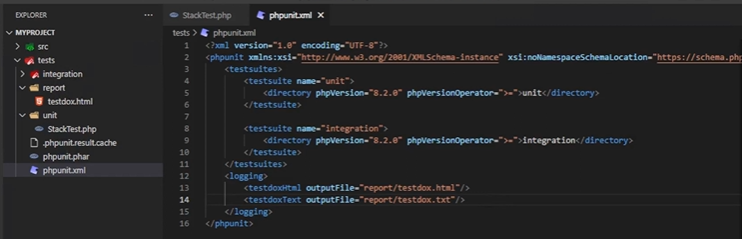 EXPLORER
MYPROJECT
src
tests
integration
report
testdox.html
unit
StackTest.php
.phpunit.result.cache
phpunit.phar
phpunit.xml
StackTest.php
phpunit.xml
tests > phpunit.xml
1 <?xml version="1.0" encoding="UTF-8"?>
2 <phpunit xmlns:xsi="http://www.w3.org/2001/XMLSchema-instance" xsi:noNamespaceSchemaLocation="https://schema.php
3 <testsuites>
4 <testsuite name="unit">
5 <directory phpVersion="8.2.0" phpVersionOperator=">=">unit</directory>
6 </testsuite>
7
8 <testsuite name="integration">
9 <directory phpVersion="8.2.0" phpVersionOperator=">=">integration</directory>
10 </testsuite>
11 </testsuites>
12 <logging>
13 <testdoxHtml outputFile="report/testdox.html"/>
14 <testdoxText outputFile="report/testdox.txt"/>
15 </logging>
16 </phpunit>